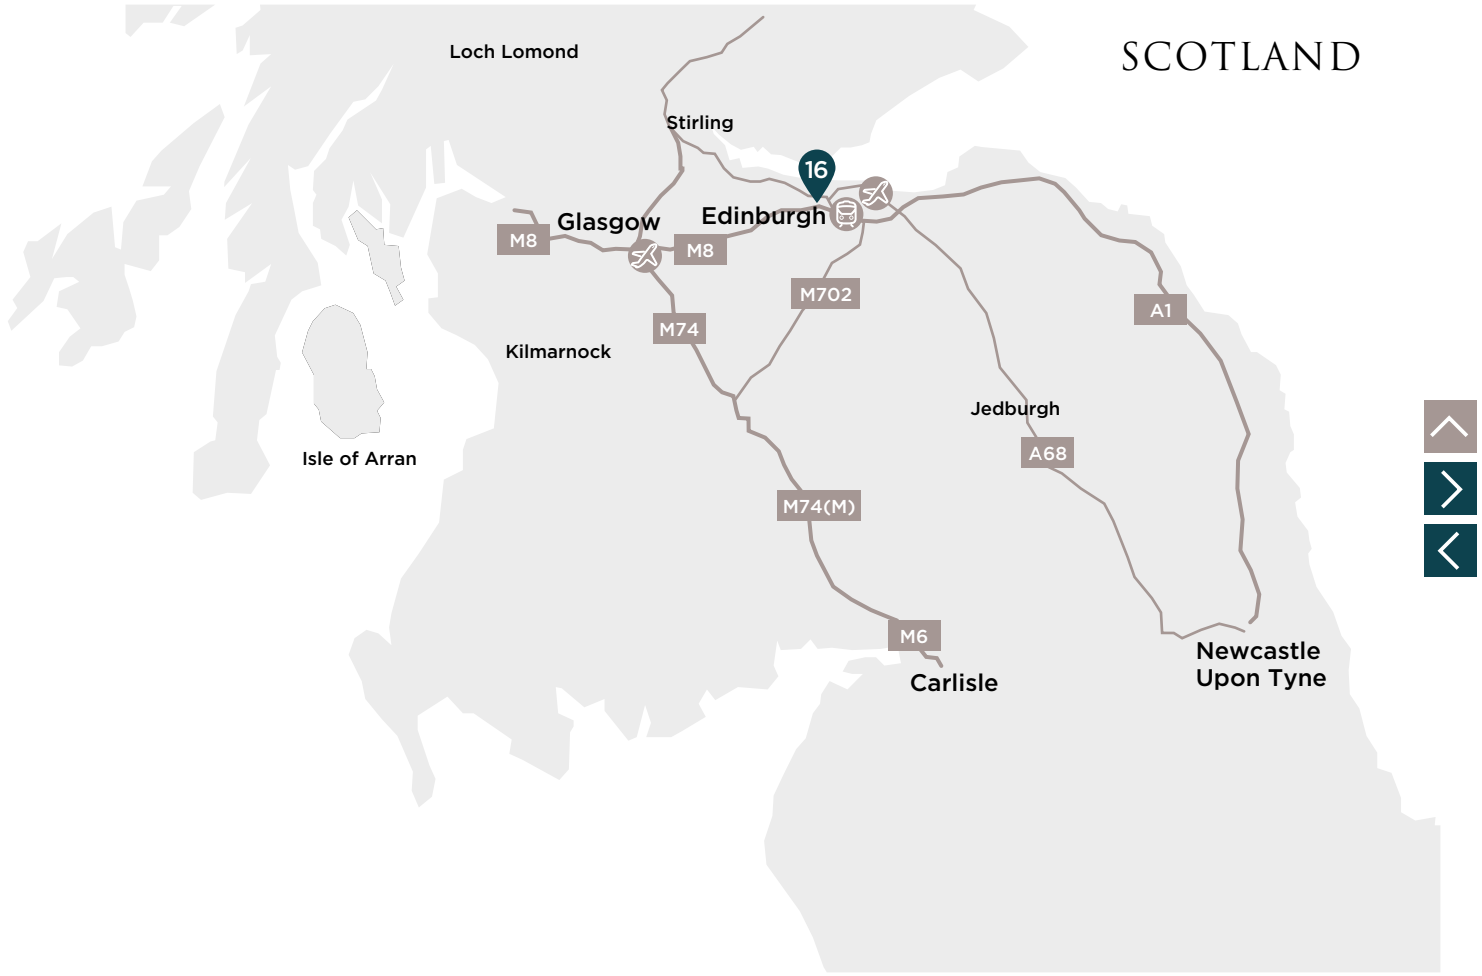 SCOTLAND
Loch Lomond
Stirling
16
Glasgow
Edinburgh
M8
M8
M702
A1
M74
Kilmarnock
Jedburgh
A68
Isle of Arran
M74(M)
M6
Carlisle
Newcastle
Upon Tyne